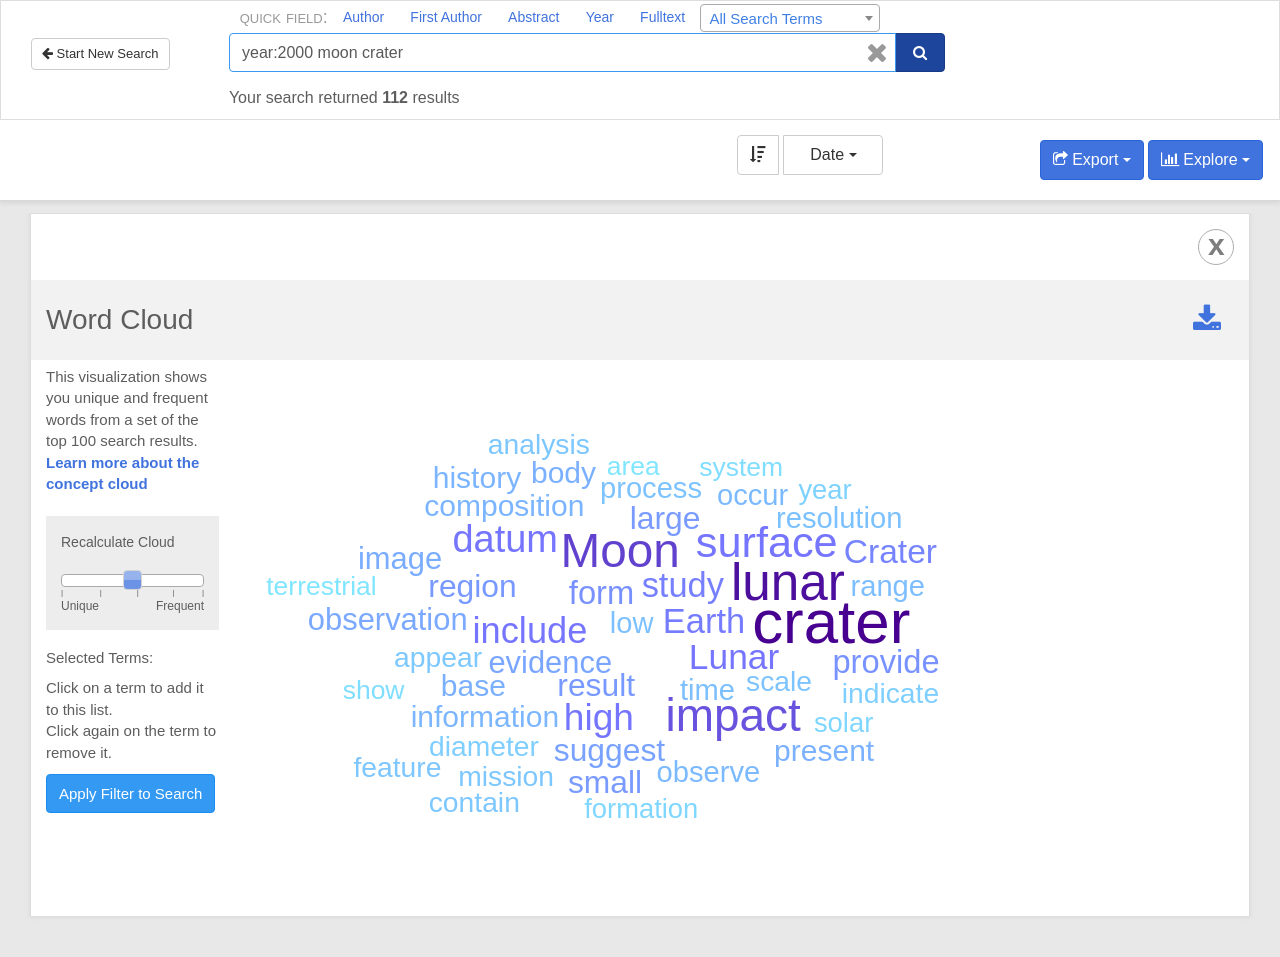 QUICK FIELD: Author First Author Abstract Year Fulltext All Search Terms
Start New Search
year:2000 moon crater
Your search returned 112 results
Date
Export
Explore
X
Word Cloud
This visualization shows
you unique and frequent
words from a set of the
top 100 search results.
Learn more about the
concept cloud
Recalculate Cloud
Unique Frequent
Selected Terms:
Click on a term to add it
to this list.
Click again on the term to
remove it.
Apply Filter to Search
analysis
area system
history body
process occur year
composition large resolution
datum Moon surface Crater
image
terrestrial region form study lunar range
observation include low Earth crater
appear evidence Lunar provide
show base result time scale indicate
information high impact solar
diameter suggest present
feature mission small observe
contain formation